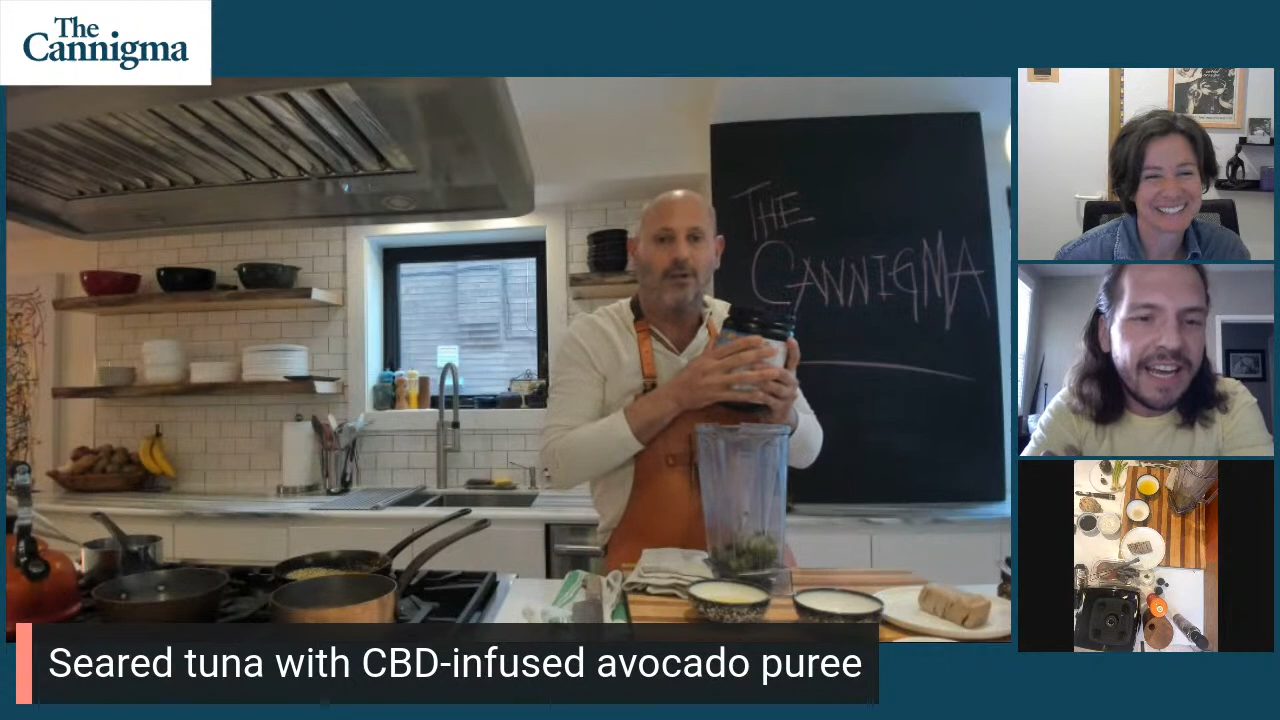 The
Cannigma
THE
CANNIGMA
Seared tuna with CBD-infused avocado puree